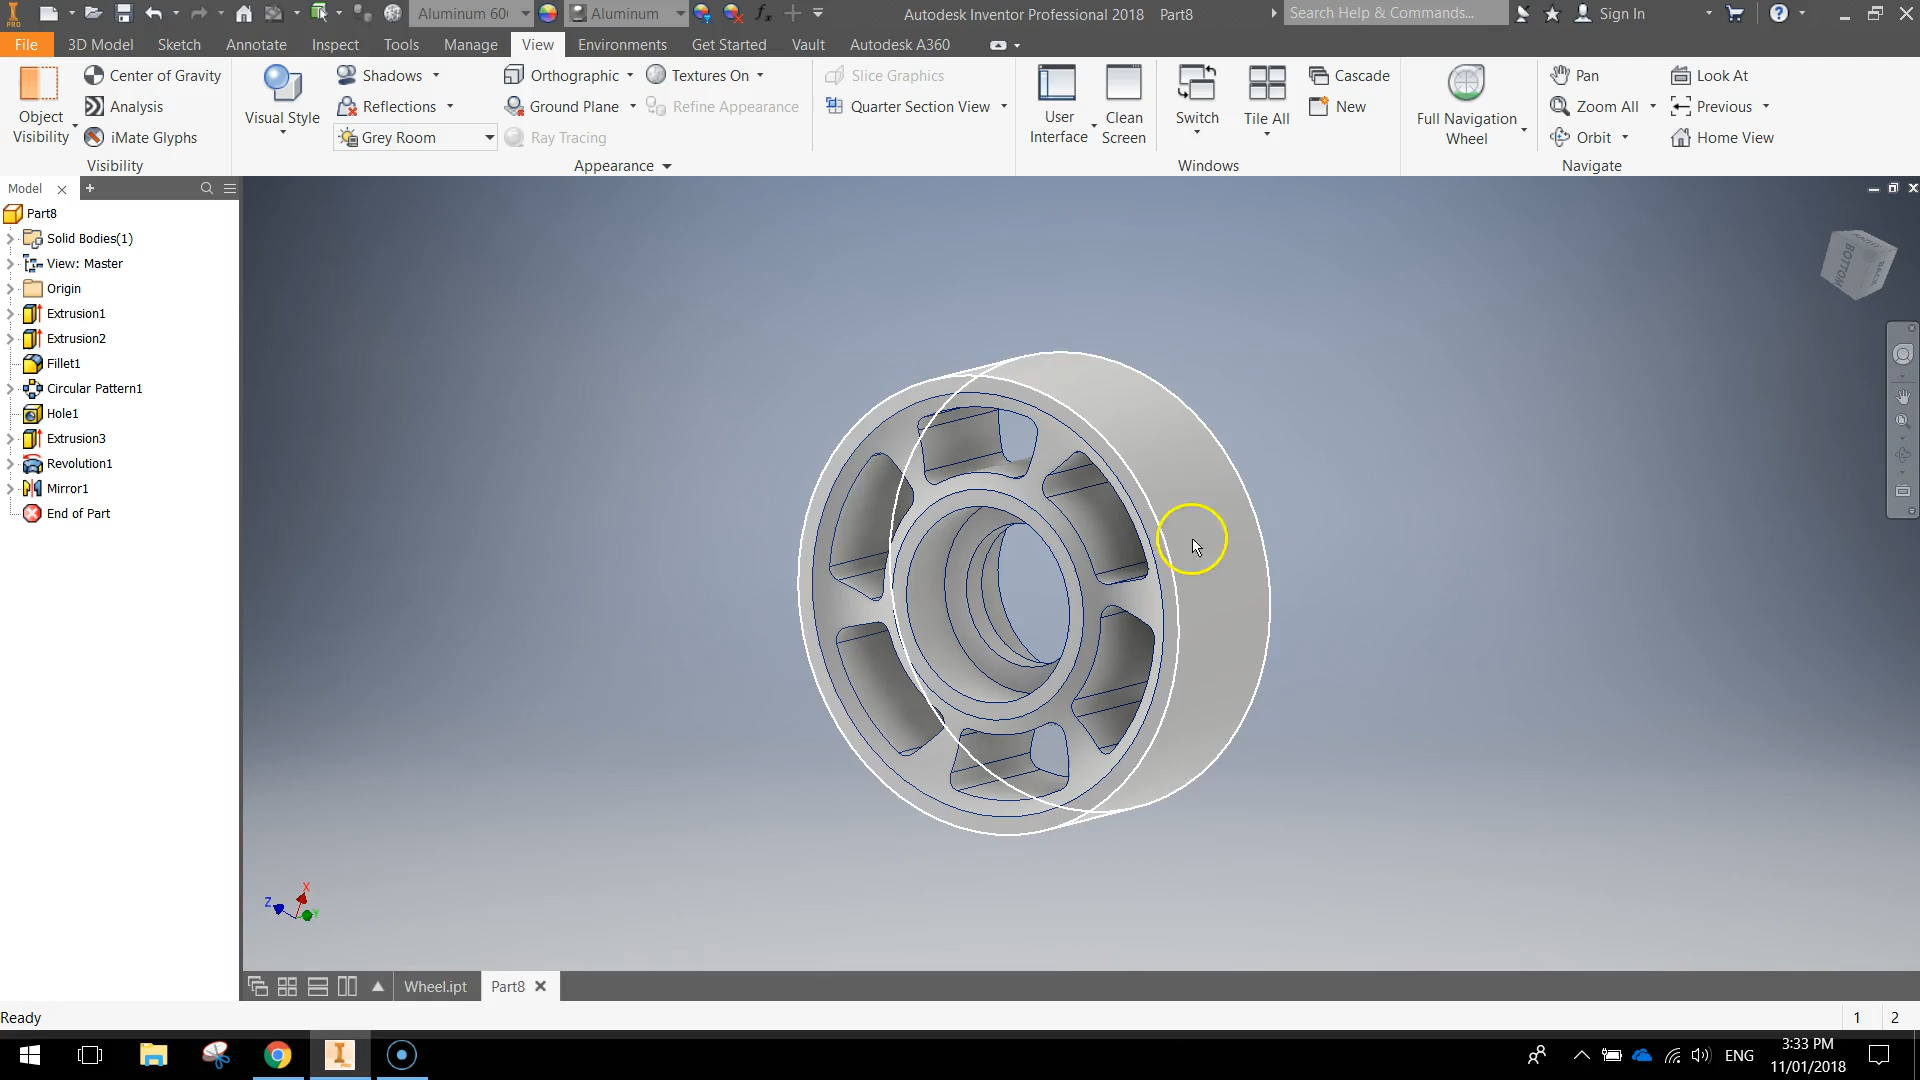 PRO Aluminum 60 Aluminum fx Autodesk Inventor Professional 2018 Part8 Search Help & Commands... Sign In
File 3D Model Sketch Annotate Inspect Tools Manage View Environments Get Started Vault Autodesk A360
Object Visibility
Center of Gravity
Analysis
iMate Glyphs
Visibility
Visual Style
Shadows
Reflections
Grey Room
Orthographic
Ground Plane
Ray Tracing
Textures On
Refine Appearance
Appearance
Slice Graphics
Quarter Section View
User Interface
Clean Screen
Switch
Tile All
Cascade
New
Windows
Full Navigation Wheel
Pan
Zoom All
Orbit
Look At
Previous
Home View
Navigate
Model
Part8
Solid Bodies(1)
View: Master
Origin
Extrusion1
Extrusion2
Fillet1
Circular Pattern1
Hole1
Extrusion3
Revolution1
Mirror1
End of Part
BOTTOM
X
Z
Y
Wheel.ipt Part8
Ready
1 2
ENG
3:33 PM
11/01/2018